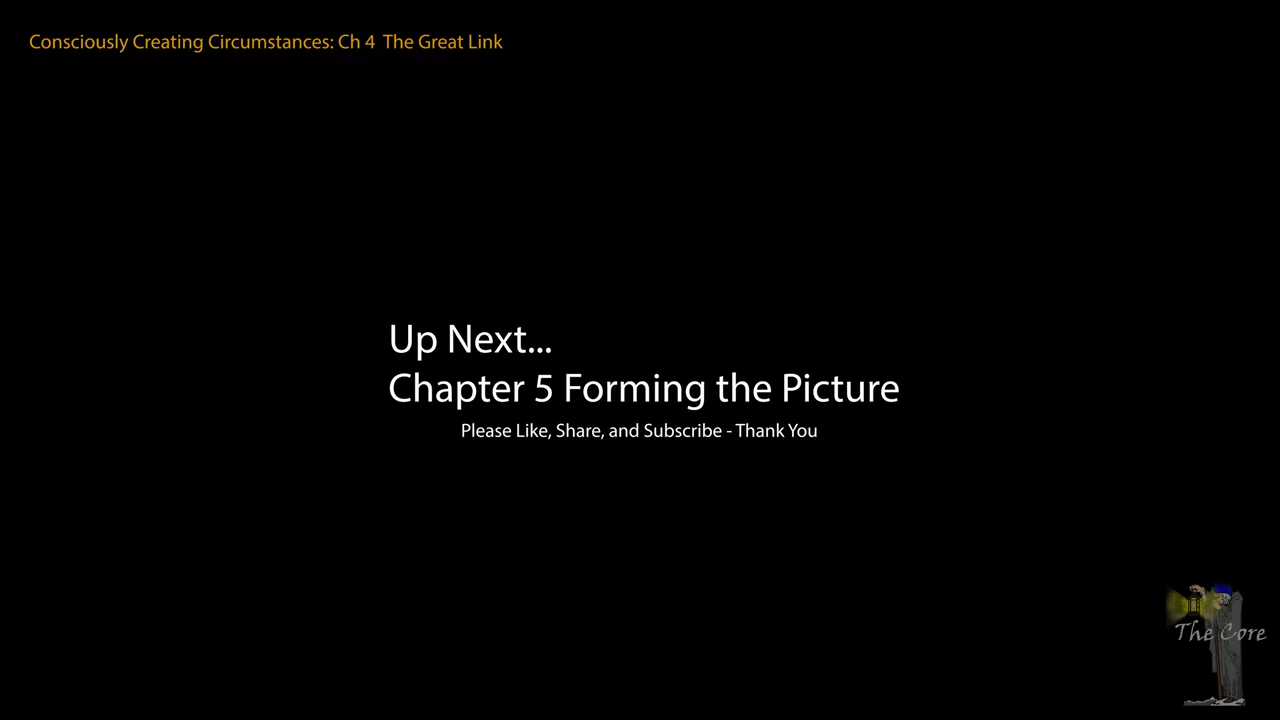 Consciously Creating Circumstances: Ch 4  The Great Link
Up Next...
Chapter 5 Forming the Picture
Please Like, Share, and Subscribe - Thank You
The Core